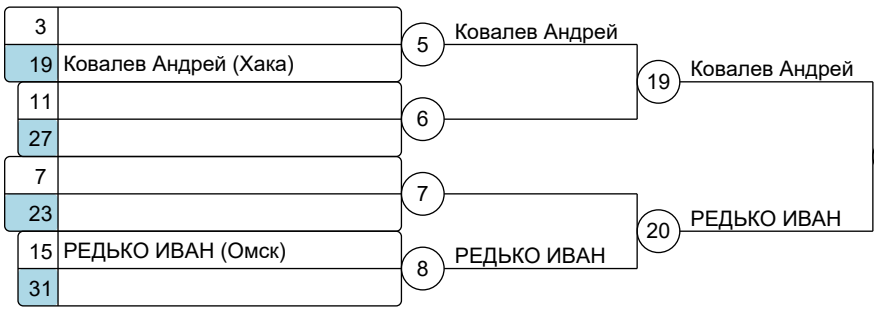 3
19 Ковалев Андрей (Хака)
11
27
7
23
15 РЕДЬКО ИВАН (Омск)
31
5 Ковалев Андрей
6
7
8 РЕДЬКО ИВАН
19 Ковалев Андрей
20 РЕДЬКО ИВАН